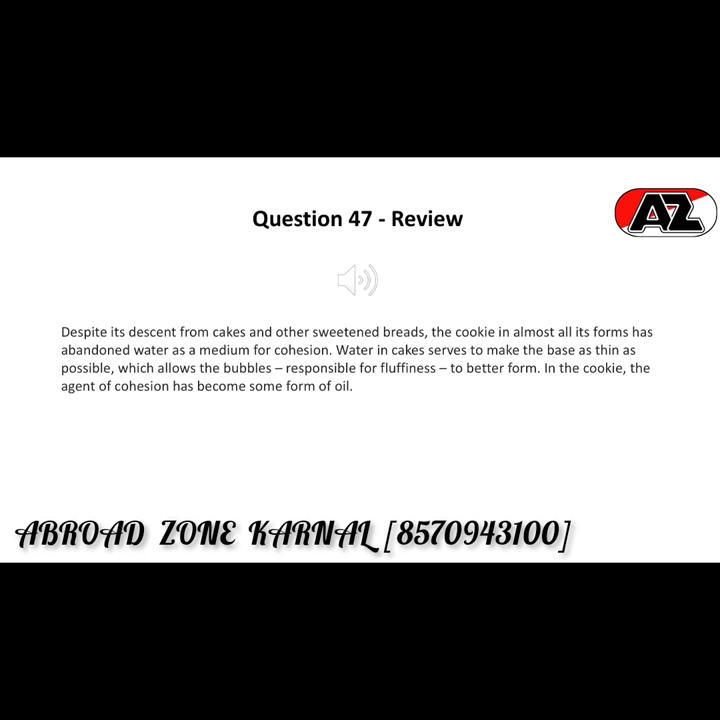 Question 47 - Review
AZ
Despite its descent from cakes and other sweetened breads, the cookie in almost all its forms has
abandoned water as a medium for cohesion. Water in cakes serves to make the base as thin as
possible, which allows the bubbles – responsible for fluffiness – to better form. In the cookie, the
agent of cohesion has become some form of oil.
ABROAD ZONE KARNAL [8570943100]